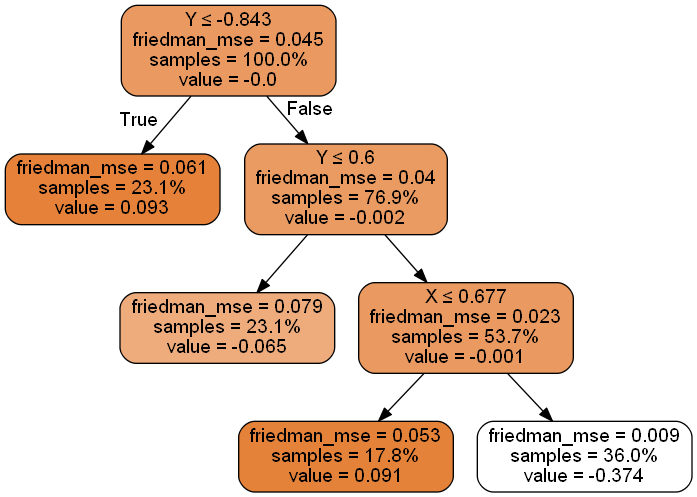 Y ≤ -0.843
friedman_mse = 0.045
samples = 100.0%
value = -0.0
True
False
friedman_mse = 0.061
samples = 23.1%
value = 0.093
Y ≤ 0.6
friedman_mse = 0.04
samples = 76.9%
value = -0.002
friedman_mse = 0.079
samples = 23.1%
value = -0.065
X ≤ 0.677
friedman_mse = 0.023
samples = 53.7%
value = -0.001
friedman_mse = 0.053
samples = 17.8%
value = 0.091
friedman_mse = 0.009
samples = 36.0%
value = -0.374